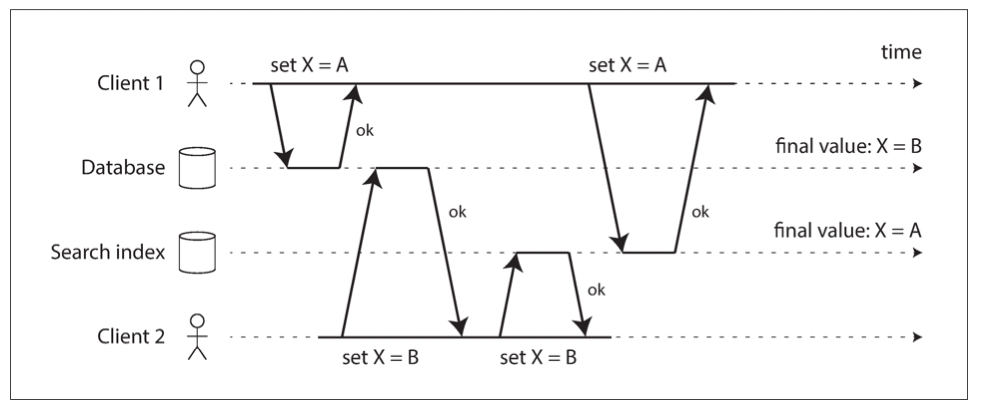 set X = A
set X = A
time
Client 1
ok
final value: X = B
Database
ok
ok
final value: X = A
Search index
ok
Client 2
set X = B
set X = B